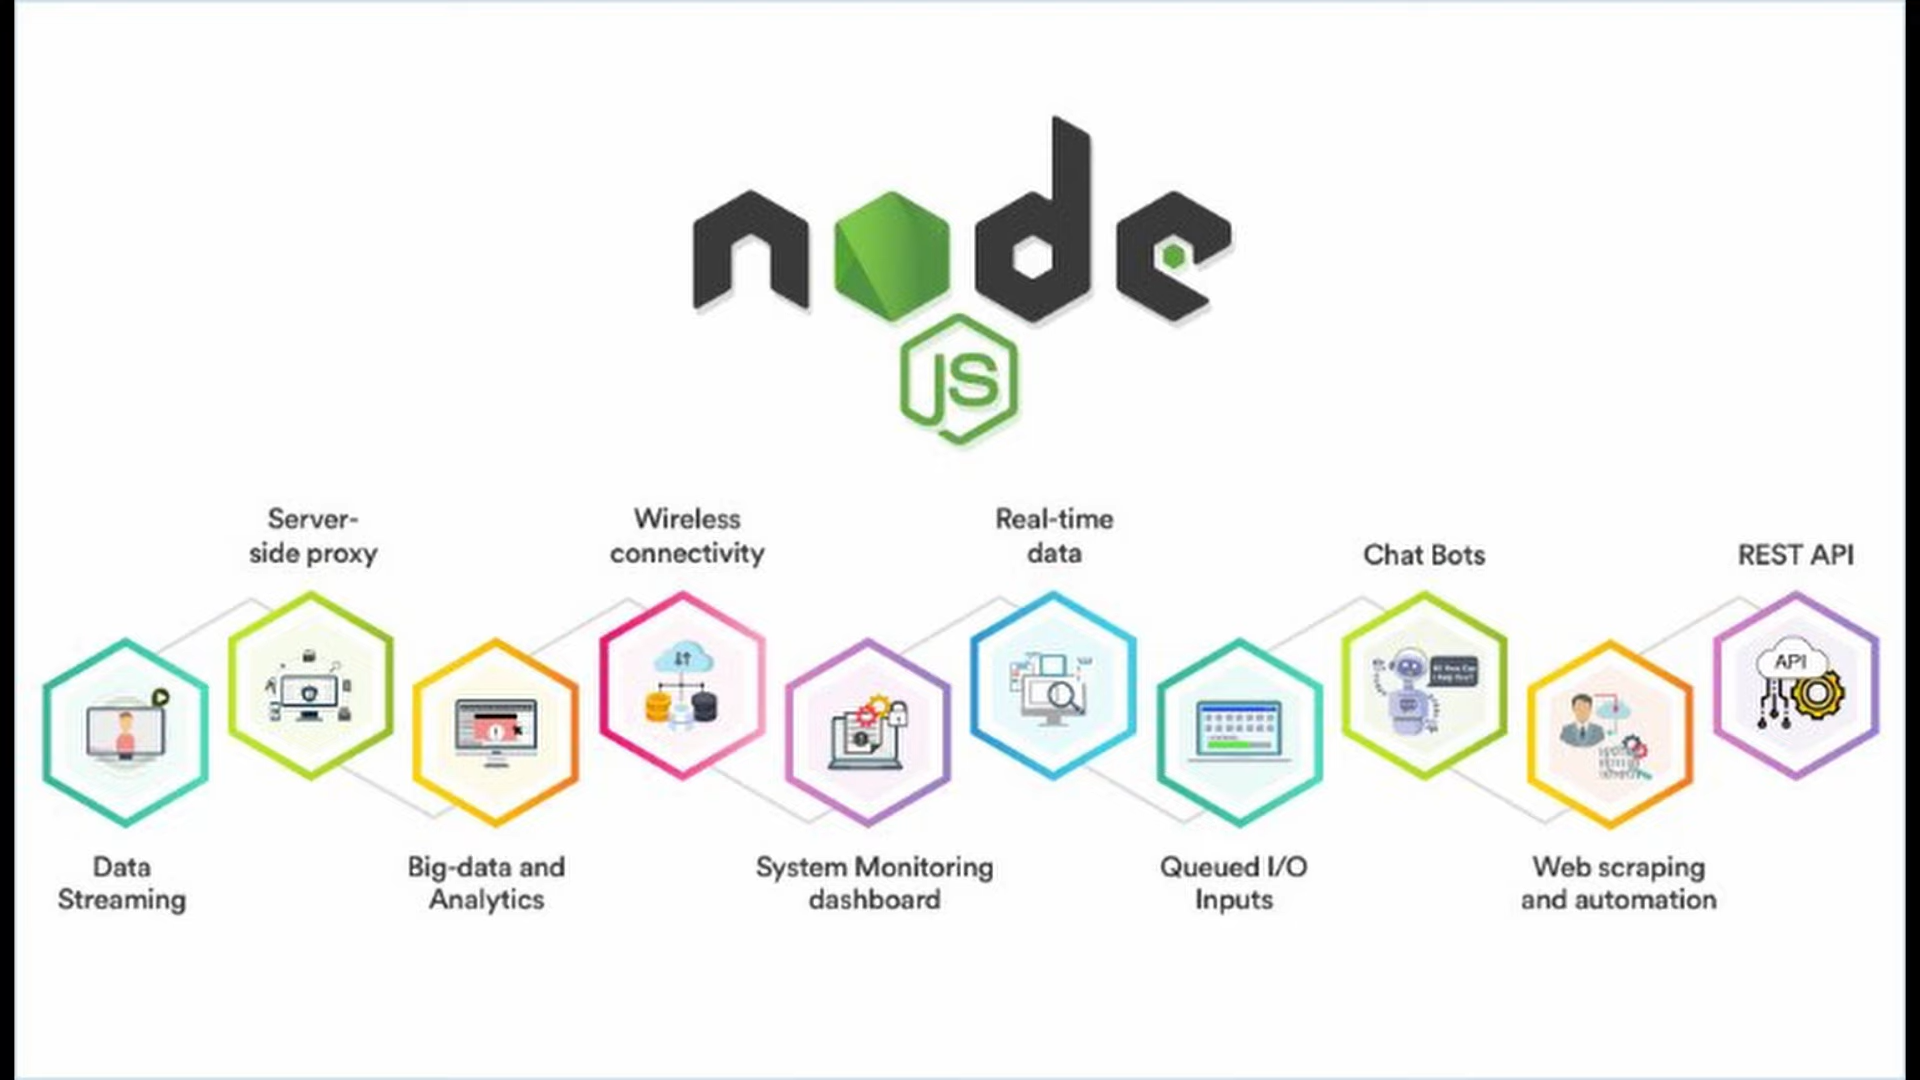 node
JS
Server-
side proxy
Wireless
connectivity
Real-time
data
Chat Bots
REST API
API
Data
Streaming
Big-data and
Analytics
System Monitoring
dashboard
Queued I/O
Inputs
Web scraping
and automation